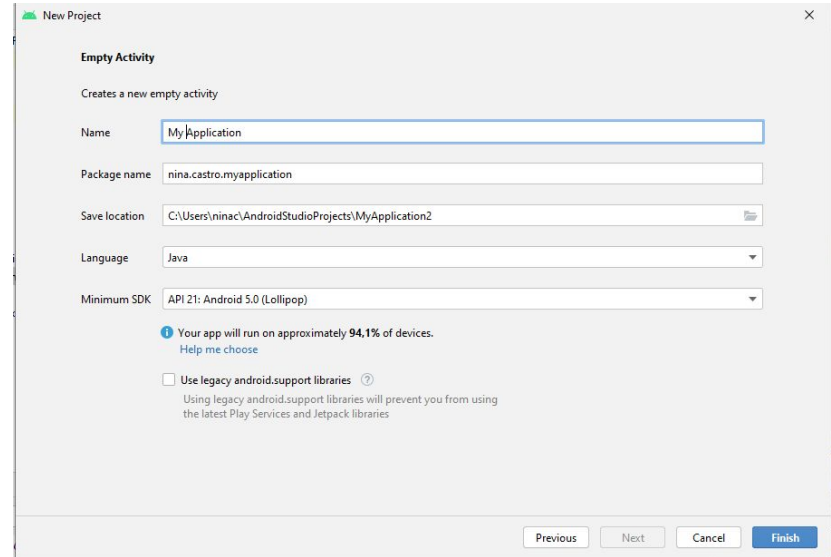 New Project
Empty Activity
Creates a new empty activity
Name My Application
Package name nina.castro.myapplication
Save location C:\Users\ninac\AndroidStudioProjects\MyApplication2
Language Java
Minimum SDK API 21: Android 5.0 (Lollipop)
Your app will run on approximately 94,1% of devices.
Help me choose
Use legacy android.support libraries ?
Using legacy android.support libraries will prevent you from using
the latest Play Services and Jetpack libraries
Previous Next Cancel Finish